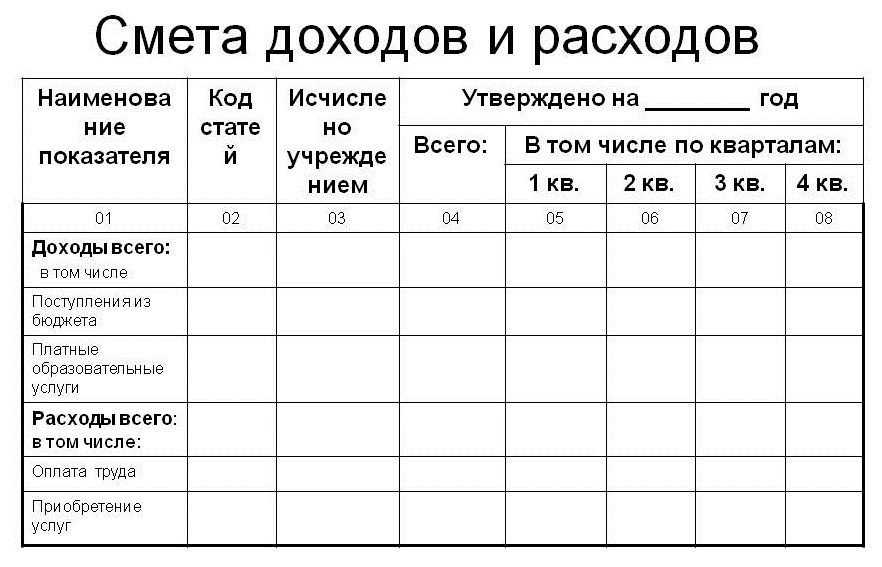 Смета доходов и расходов
Наименова
ние
показателя
Код
стате
й
Исчисле
но
учрежде
нием
Утверждено на ________ год
Всего:
В том числе по кварталам:
1 кв.
2 кв.
3 кв.
4 кв.
01
02
03
04
05
06
07
08
Доходы всего:
в том числе
Поступления из
бюджета
Платные
образовательные
услуги
Расходы всего:
в том числе:
Оплата труда
Приобретение
услуг